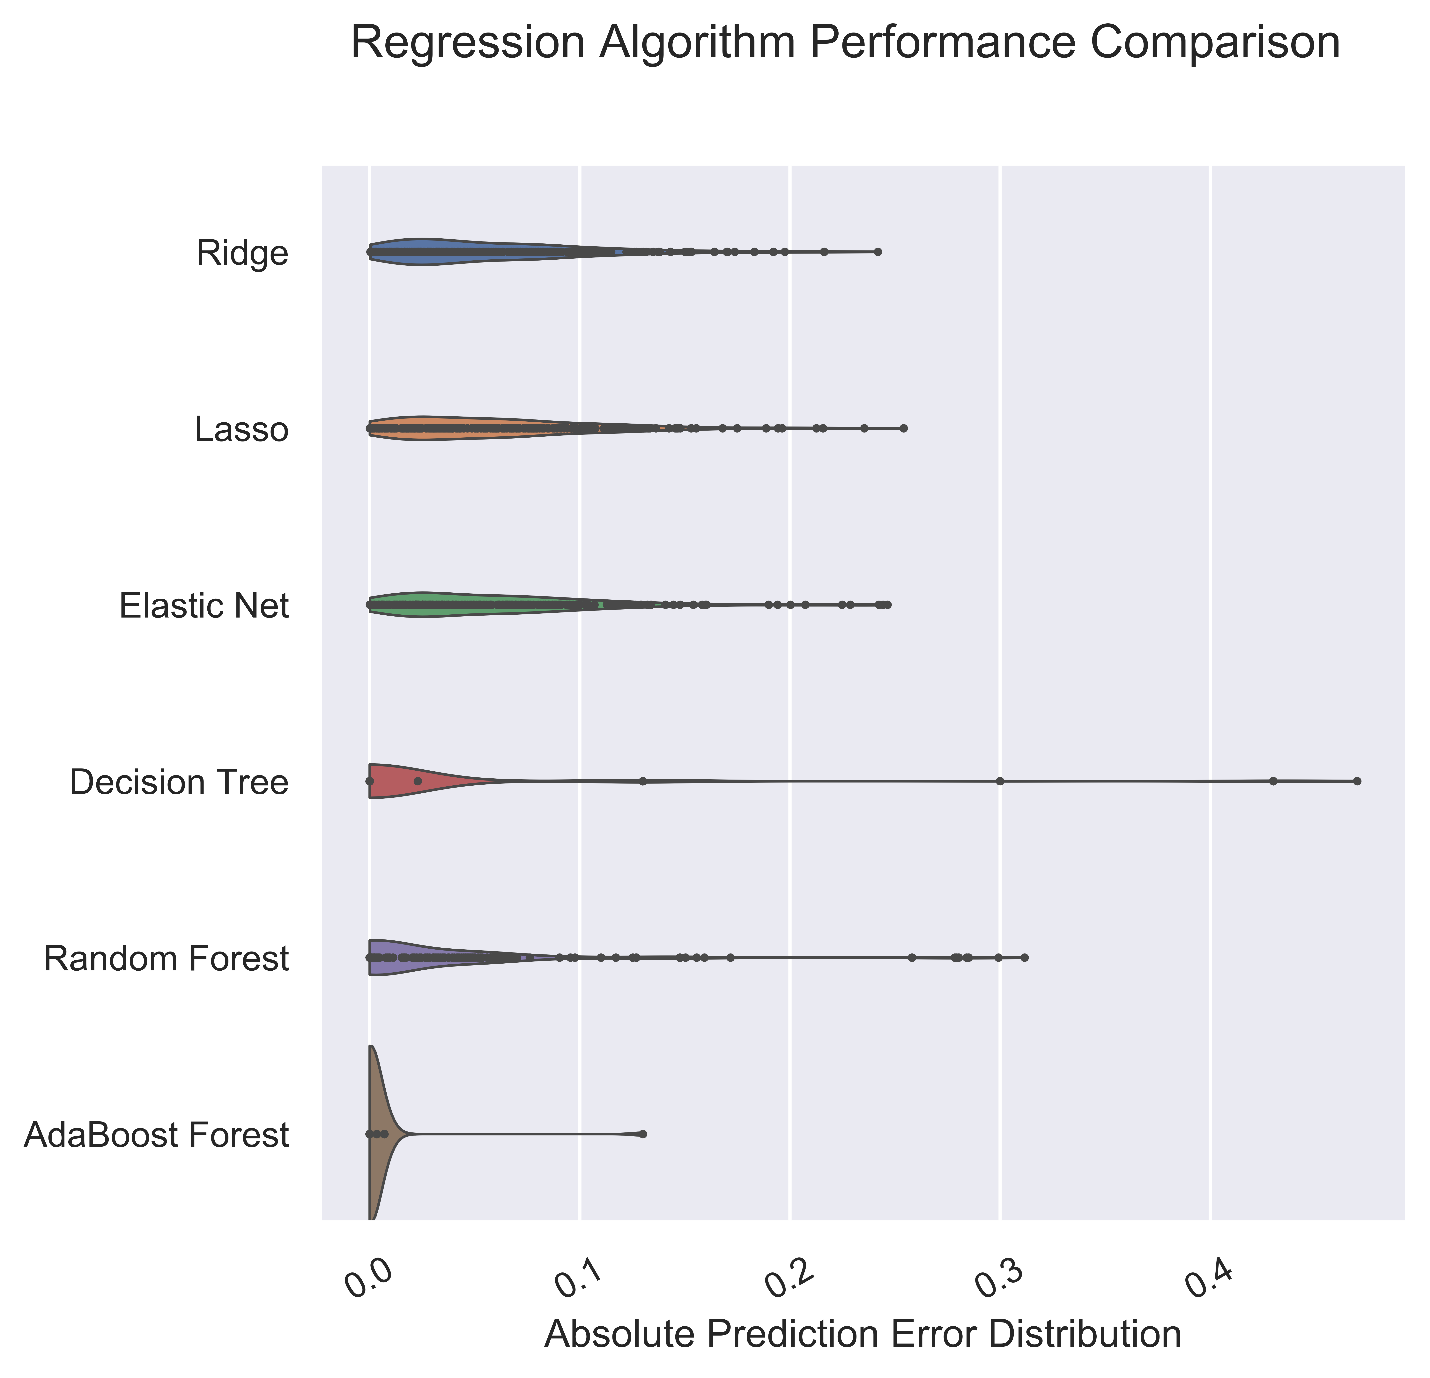 Regression Algorithm Performance Comparison
Ridge
Lasso
Elastic Net
Decision Tree
Random Forest
AdaBoost Forest
0.0 0.1 0.2 0.3 0.4
Absolute Prediction Error Distribution